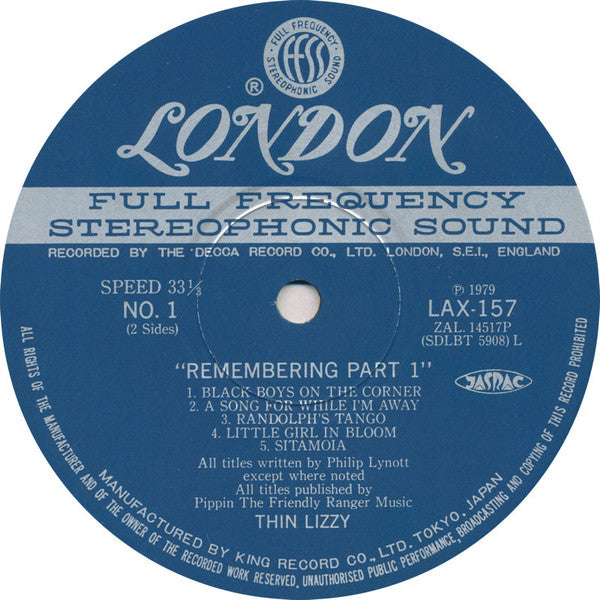 FULL FREQUENCY
ffss
STEREOPHONIC SOUND
®
LONDON
FULL FREQUENCY
STEREOPHONIC SOUND
RECORDED BY THE DECCA RECORD CO., LTD. LONDON, S.E.I., ENGLAND
SPEED 33⅓
NO. 1
(2 Sides)
℗ 1979
LAX-157
ZAL. 14517P
(SDLBT 5908) L
"REMEMBERING PART 1"
1. BLACK BOYS ON THE CORNER
2. A SONG FOR WHILE I'M AWAY
3. RANDOLPH'S TANGO
4. LITTLE GIRL IN BLOOM
5. SITAMOIA
JASRAC
All titles written by Philip Lynott
except where noted
All titles published by
Pippin The Friendly Ranger Music
THIN LIZZY
MANUFACTURED BY KING RECORD CO., LTD. TOKYO, JAPAN
ALL RIGHTS OF THE MANUFACTURER AND OF THE OWNER OF THE RECORDED WORK RESERVED, UNAUTHORISED PUBLIC PERFORMANCE, BROADCASTING AND COPYING OF THIS RECORD PROHIBITED